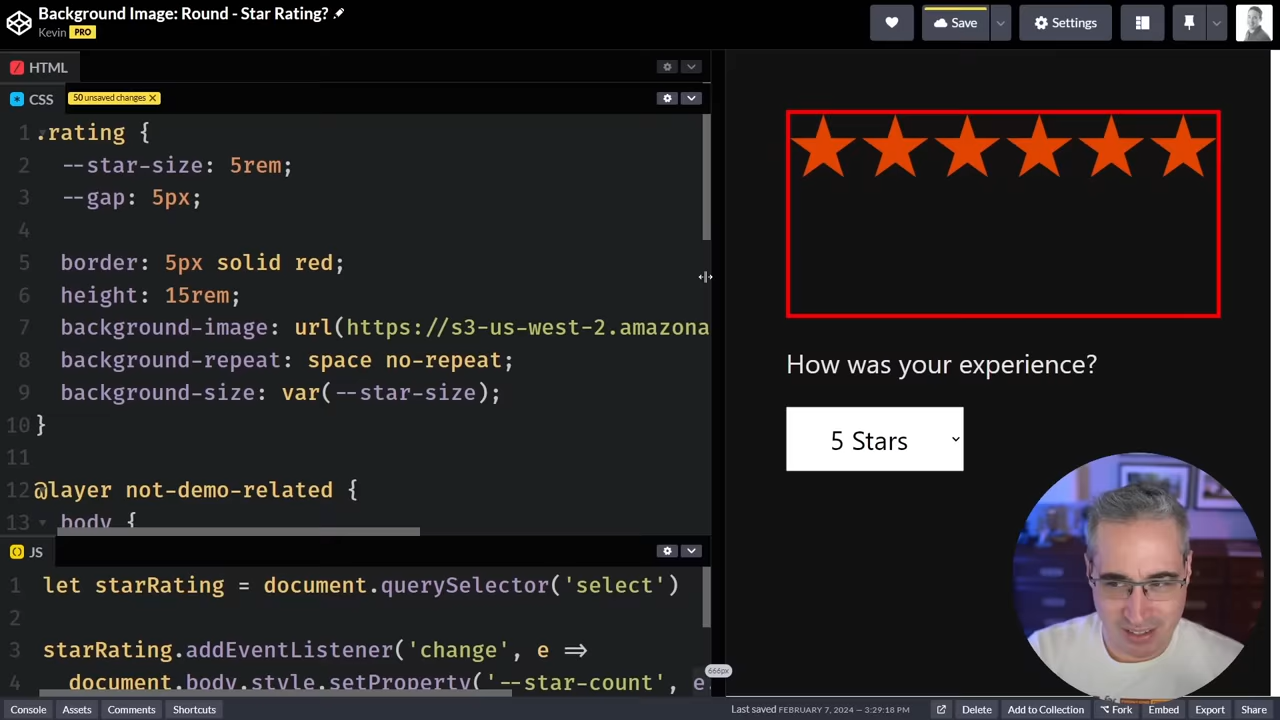 Background Image: Round - Star Rating?
Kevin PRO
Save
Settings
HTML
CSS
50 unsaved changes X
1 .rating {
2 --star-size: 5rem;
3 --gap: 5px;
4
5 border: 5px solid red;
6 height: 15rem;
7 background-image: url(https://s3-us-west-2.amazona
8 background-repeat: space no-repeat;
9 background-size: var(--star-size);
10 }
11
12 @layer not-demo-related {
13 body {
JS
1 let starRating = document.querySelector('select')
2
3 starRating.addEventListener('change', e =>
4 document.body.style.setProperty('--star-count', e.
How was your experience?
5 Stars
666px
Console
Assets
Comments
Shortcuts
Last saved FEBRUARY 7, 2024 — 3:29:18 PM
Delete
Add to Collection
Fork
Embed
Export
Share